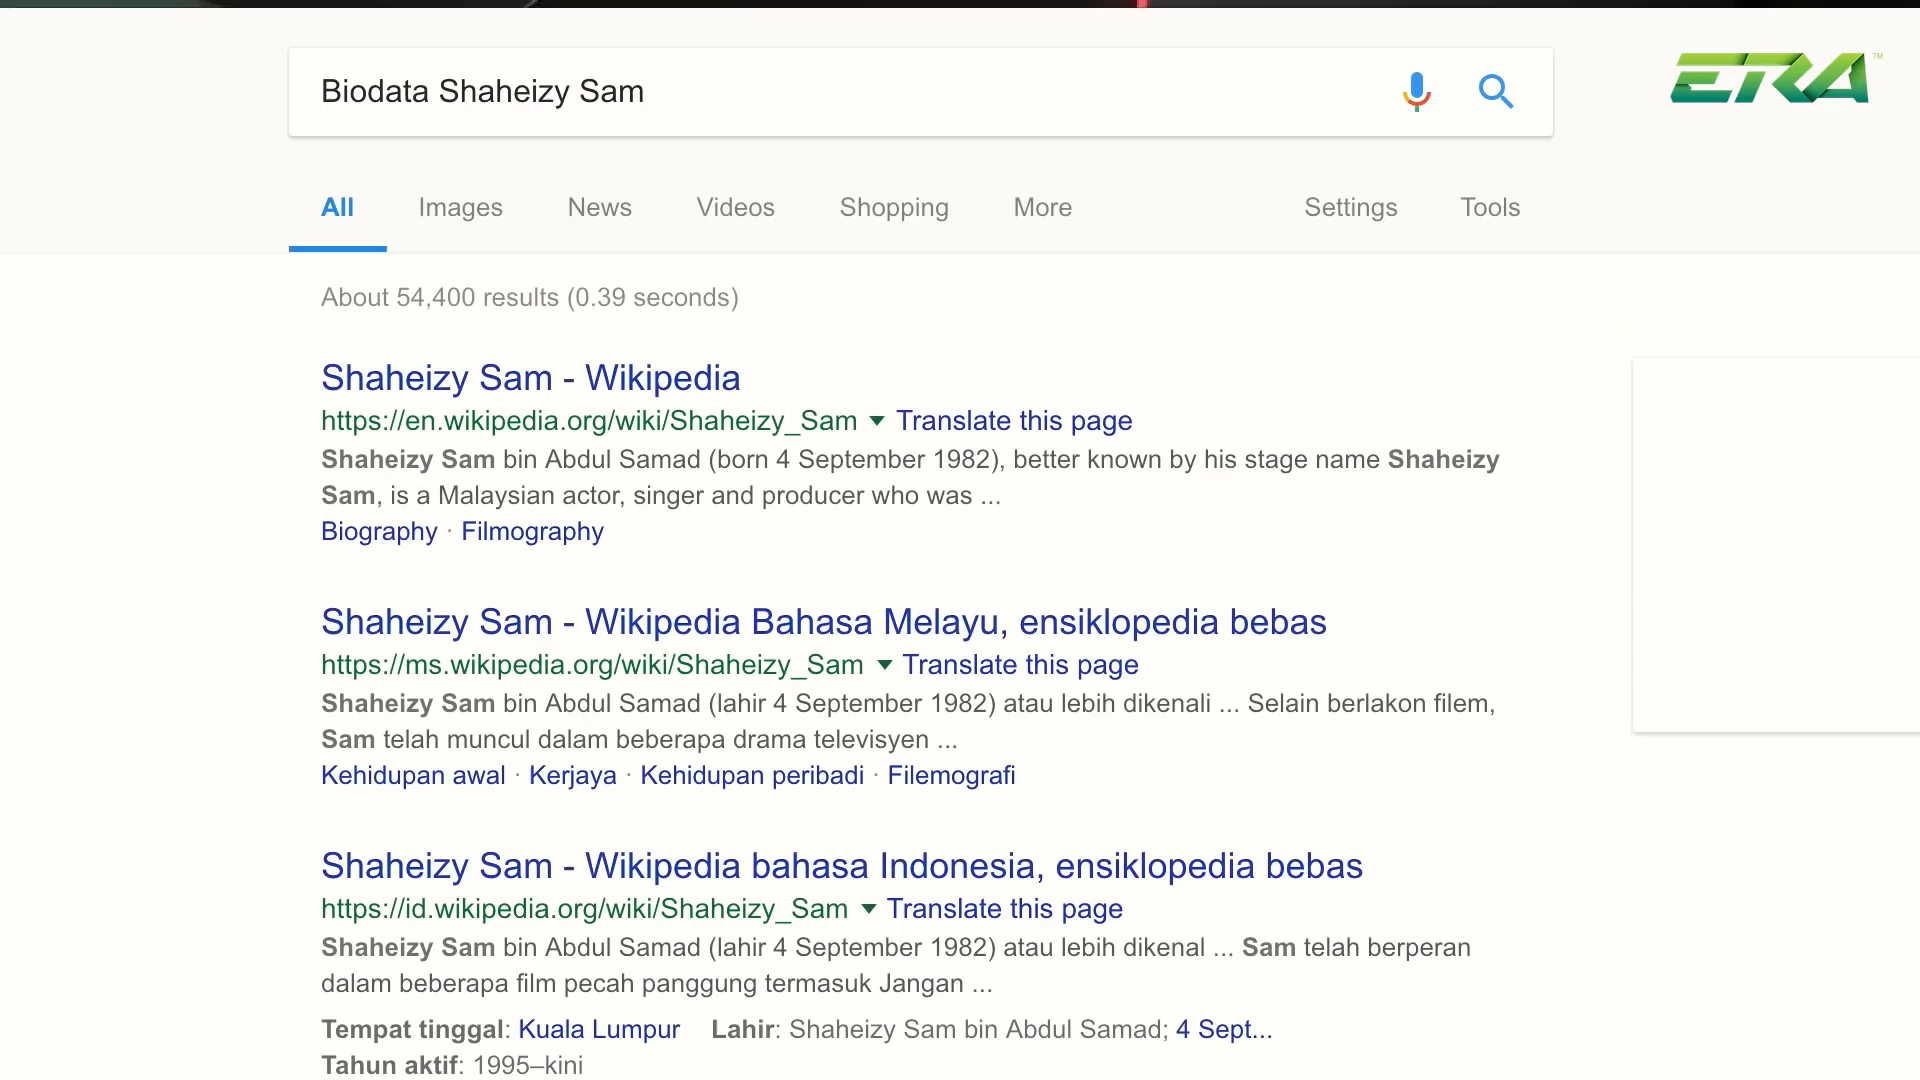 Biodata Shaheizy Sam
ERA™
All Images News Videos Shopping More Settings Tools
About 54,400 results (0.39 seconds)
Shaheizy Sam - Wikipedia
https://en.wikipedia.org/wiki/Shaheizy_Sam Translate this page
Shaheizy Sam bin Abdul Samad (born 4 September 1982), better known by his stage name Shaheizy
Sam, is a Malaysian actor, singer and producer who was ...
Biography · Filmography
Shaheizy Sam - Wikipedia Bahasa Melayu, ensiklopedia bebas
https://ms.wikipedia.org/wiki/Shaheizy_Sam Translate this page
Shaheizy Sam bin Abdul Samad (lahir 4 September 1982) atau lebih dikenali ... Selain berlakon filem,
Sam telah muncul dalam beberapa drama televisyen ...
Kehidupan awal · Kerjaya · Kehidupan peribadi · Filemografi
Shaheizy Sam - Wikipedia bahasa Indonesia, ensiklopedia bebas
https://id.wikipedia.org/wiki/Shaheizy_Sam Translate this page
Shaheizy Sam bin Abdul Samad (lahir 4 September 1982) atau lebih dikenal ... Sam telah berperan
dalam beberapa film pecah panggung termasuk Jangan ...
Tempat tinggal: Kuala Lumpur Lahir: Shaheizy Sam bin Abdul Samad; 4 Sept...
Tahun aktif: 1995–kini